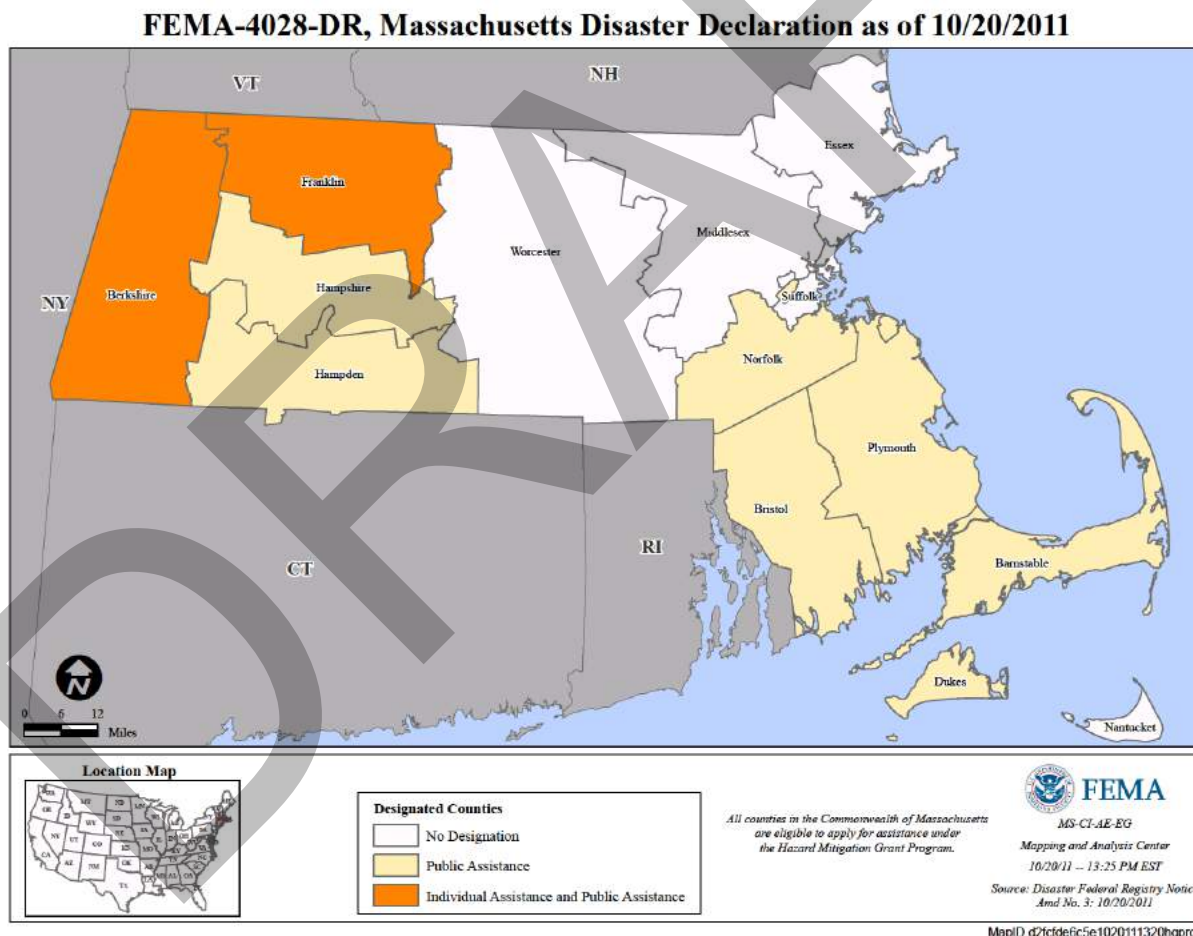 FEMA-4028-DR, Massachusetts Disaster Declaration as of 10/20/2011
VT
NH
Essex
Franklin
Middlesex
Worcester
NY
Berkshire
Hampshire
Suffolk
Norfolk
Hampden
Plymouth
Bristol
RI
CT
Barnstable
Dukes
Nantucket
N
0 6 12
Miles
DRAFT
Location Map
Designated Counties
No Designation
Public Assistance
Individual Assistance and Public Assistance
All counties in the Commonwealth of Massachusetts
are eligible to apply for assistance under
the Hazard Mitigation Grant Program.
FEMA
MS-CI-AE-EG
Mapping and Analysis Center
10/20/11 -- 13:25 PM EST
Source: Disaster Federal Registry Notic
Amd No. 3: 10/20/2011
MapID d2fcfde6c5e1020111320hqpro